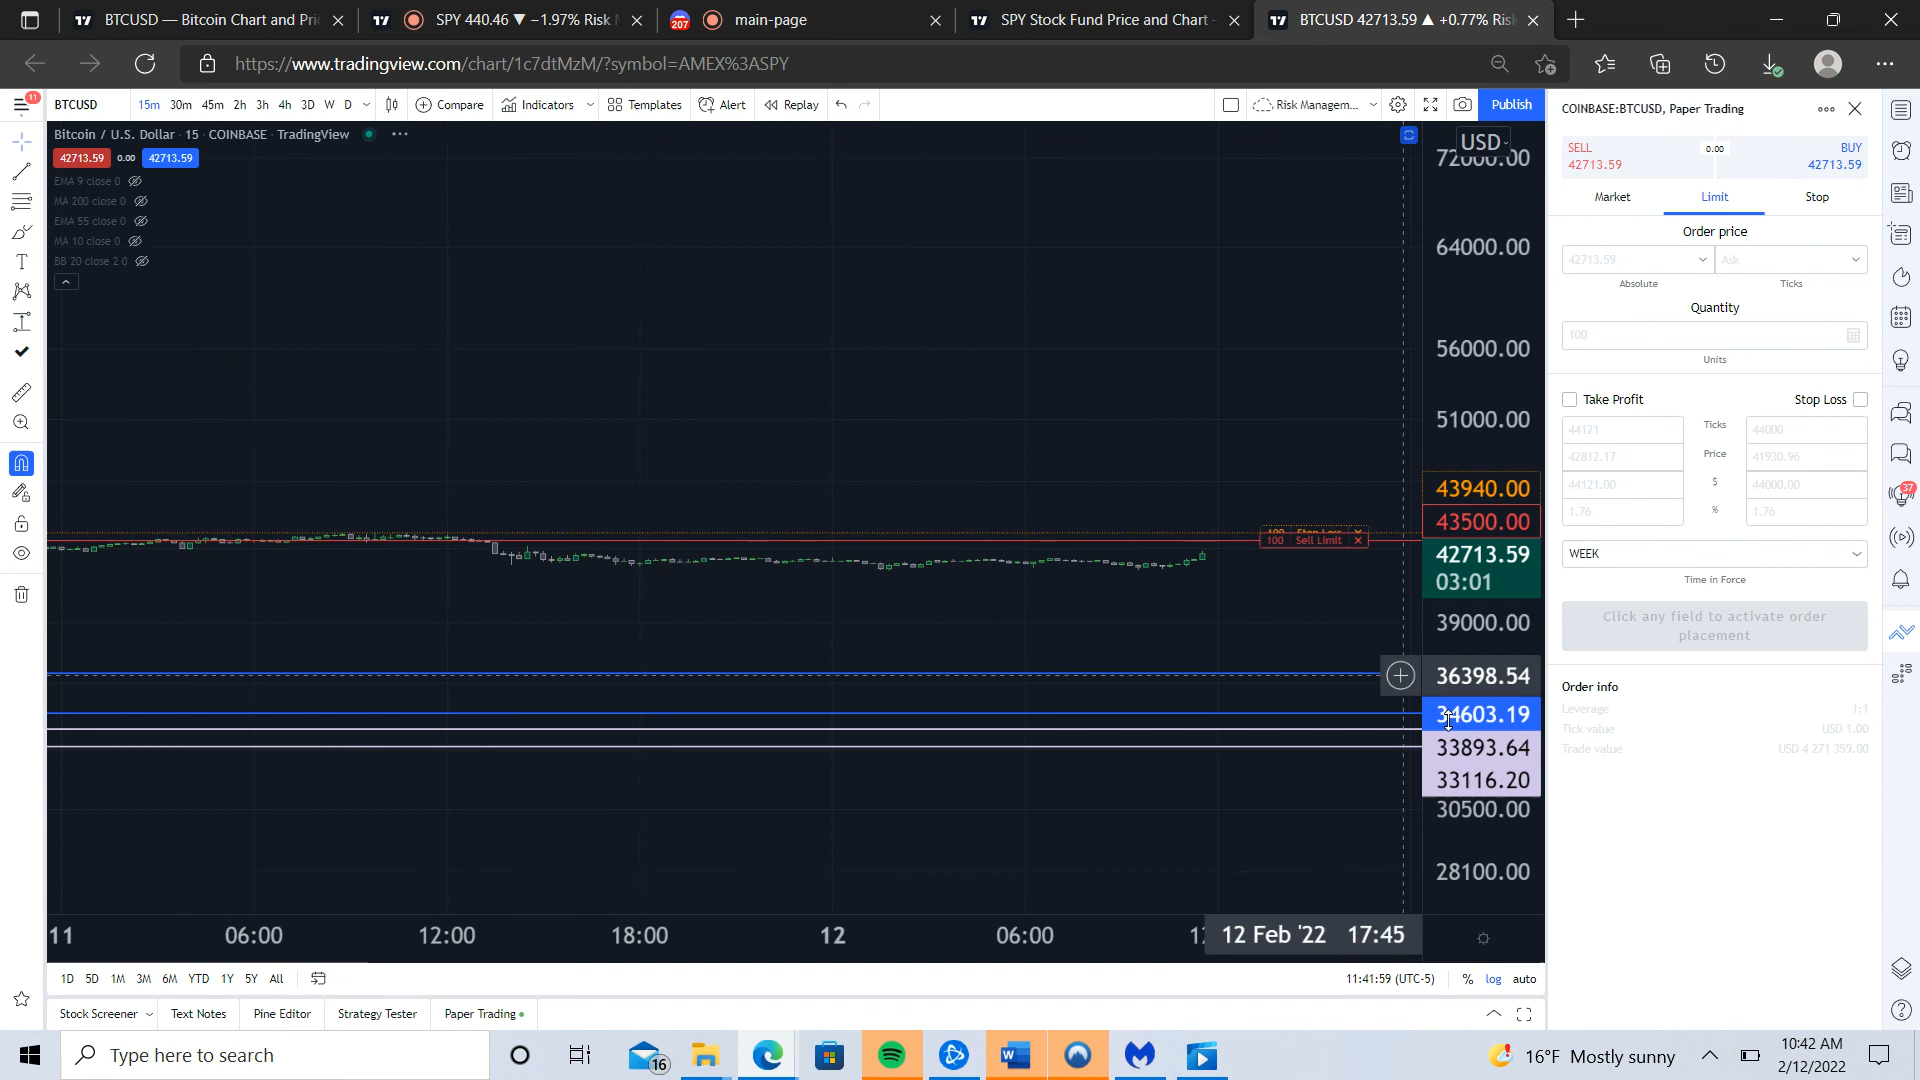 BTCUSD — Bitcoin Chart and Pri
SPY 440.46 ▼ −1.97% Risk
207
main-page
SPY Stock Fund Price and Chart
BTCUSD 42713.59 ▲ +0.77% Risk
https://www.tradingview.com/chart/1c7dtMzM/?symbol=AMEX%3ASPY
11
BTCUSD
15m 30m 45m 2h 3h 4h 3D W D
Compare
Indicators
Templates
Alert
Replay
Risk Managem...
Publish
Bitcoin / U.S. Dollar · 15 · COINBASE · TradingView
42713.59 0.00 42713.59
EMA 9 close 0
MA 200 close 0
EMA 55 close 0
MA 10 close 0
BB 20 close 2 0
USD
72000.00
64000.00
56000.00
51000.00
43940.00
43500.00
42713.59
03:01
39000.00
36398.54
34603.19
33893.64
33116.20
30500.00
28100.00
100 Stop Loss
100 Sell Limit
11 06:00 12:00 18:00 12 06:00
12 Feb '22 17:45
1D 5D 1M 3M 6M YTD 1Y 5Y All
11:41:59 (UTC-5) % log auto
Stock Screener
Text Notes
Pine Editor
Strategy Tester
Paper Trading
COINBASE:BTCUSD, Paper Trading
SELL 0.00 BUY
42713.59 42713.59
Market Limit Stop
Order price
42713.59 Ask
Absolute Ticks
Quantity
100
Units
Take Profit Stop Loss
44121 Ticks 44000
42812.17 Price 41930.96
44121.00 $ 44000.00
1.76 % 1.76
WEEK
Time in Force
Click any field to activate order
placement
Order info
Leverage 1:1
Tick value USD 1.00
Trade value USD 4 271 359.00
37
Type here to search
16
16°F Mostly sunny
10:42 AM
2/12/2022